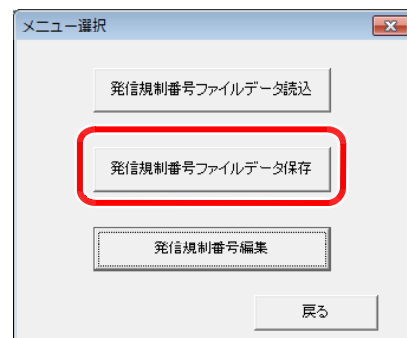 メニュー選択
発信規制番号ファイルデータ読込
発信規制番号ファイルデータ保存
発信規制番号編集
戻る